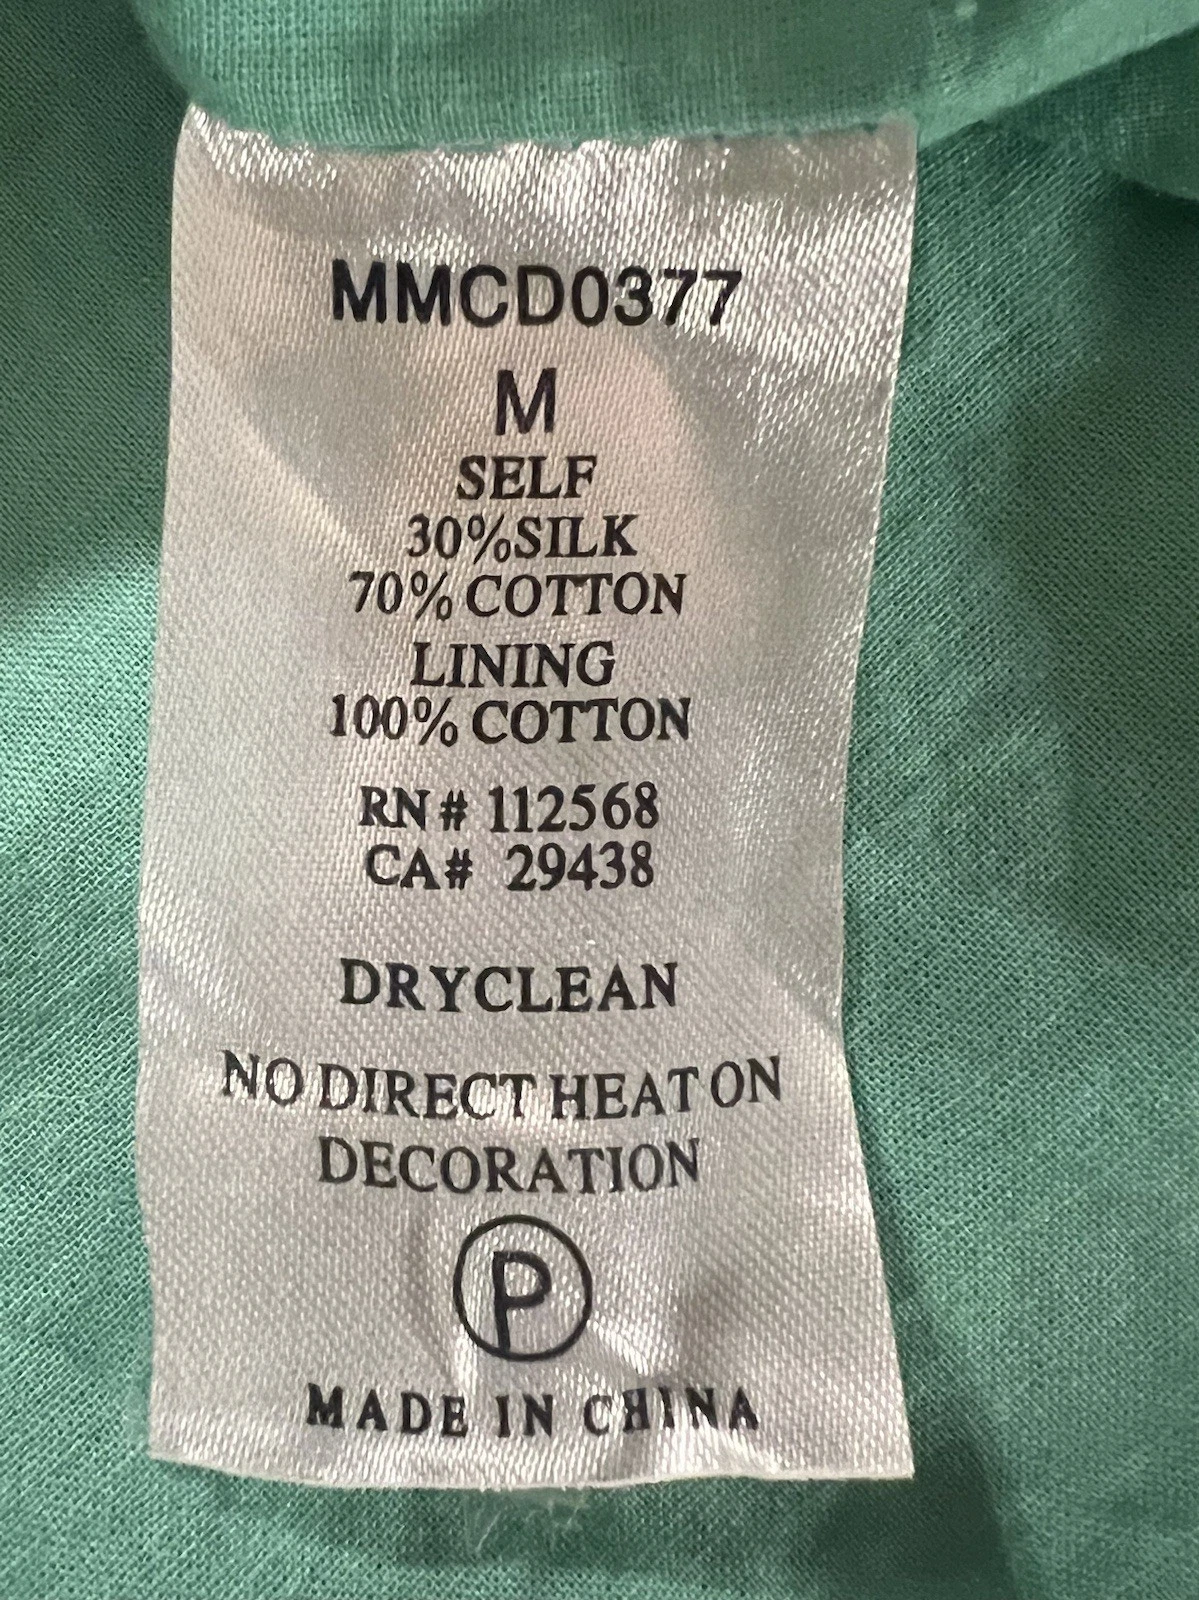 MMCD0377
M
SELF
30%SILK
70% COTTON
LINING
100% COTTON
RN# 112568
CA# 29438
DRYCLEAN
NO DIRECT HEAT ON
DECORATION
P
MADE IN CHINA